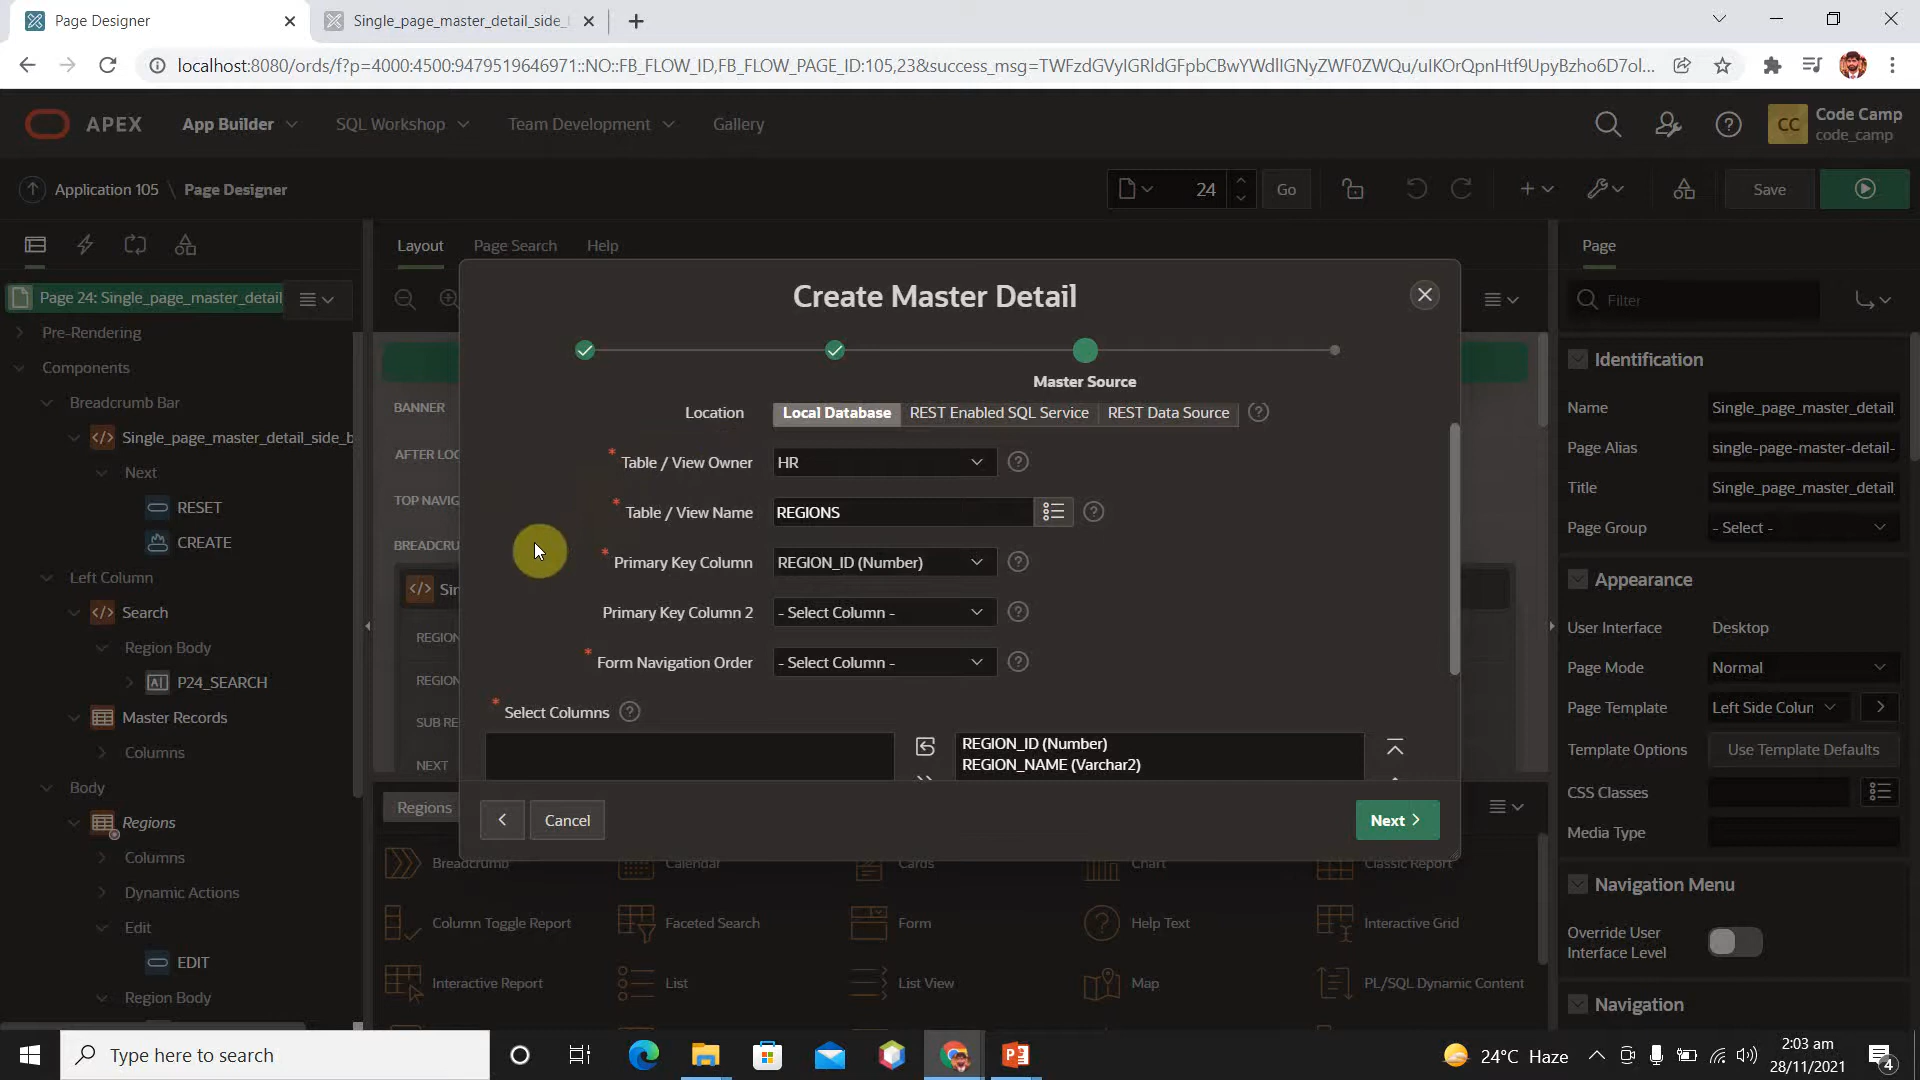 Page Designer
Single_page_master_detail_side_
localhost:8080/ords/f?p=4000:4500:9479519646971::NO::FB_FLOW_ID,FB_FLOW_PAGE_ID:105,23&success_msg=TWFzdGVyIGRldGFpbCBwYWdlIGNyZWF0ZWQu/uIKOrQpnHtf9UpyBzho6D7ol...
APEX
App Builder
SQL Workshop
Team Development
Gallery
CC
Code Camp
code_camp
Application 105 \ Page Designer
24
Go
Save
Layout
Page Search
Help
Page
Page 24: Single_page_master_detail
Filter
Pre-Rendering
Components
Breadcrumb Bar
Single_page_master_detail_side_b
Next
RESET
CREATE
Left Column
Search
Region Body
P24_SEARCH
Master Records
Columns
Body
Regions
Columns
Dynamic Actions
Edit
EDIT
Region Body
BANNER
AFTER LOG
TOP NAVIG
BREADCRU
Sin
REGION
REGION
SUB RE
NEXT
Create Master Detail
Master Source
Location
Local Database
REST Enabled SQL Service
REST Data Source
* Table / View Owner
HR
* Table / View Name
REGIONS
* Primary Key Column
REGION_ID (Number)
Primary Key Column 2
- Select Column -
* Form Navigation Order
- Select Column -
* Select Columns
REGION_ID (Number)
REGION_NAME (Varchar2)
Cancel
Next
Regions
Breadcrumb
Calendar
Cards
Chart
Classic Report
Column Toggle Report
Faceted Search
Form
Help Text
Interactive Grid
Interactive Report
List
List View
Map
PL/SQL Dynamic Content
Identification
Name
Single_page_master_detail
Page Alias
single-page-master-detail-
Title
Single_page_master_detail
Page Group
- Select -
Appearance
User Interface
Desktop
Page Mode
Normal
Page Template
Left Side Colum
Template Options
Use Template Defaults
CSS Classes
Media Type
Navigation Menu
Override User
Interface Level
Navigation
Type here to search
24°C Haze
2:03 am
28/11/2021
4